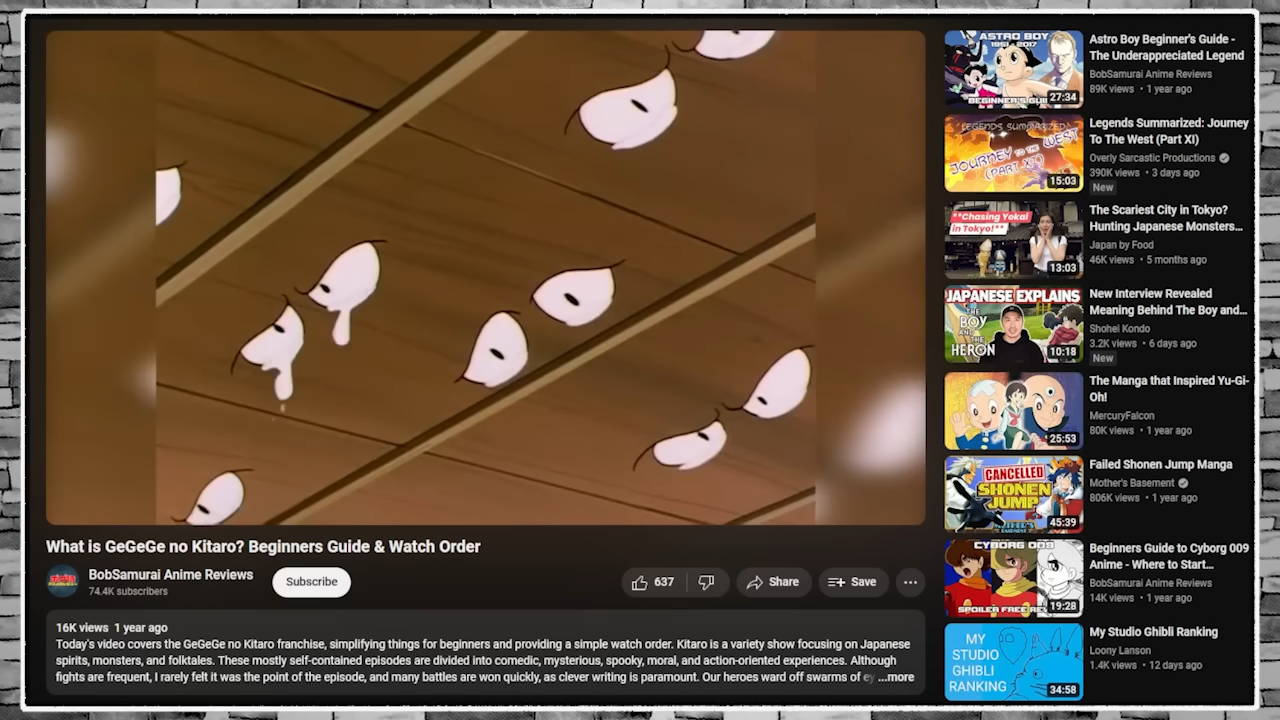 What is GeGeGe no Kitaro? Beginners Guide & Watch Order
BobSamurai Anime Reviews
74.4K subscribers
Subscribe
637
Share
Save
16K views 1 year ago
Today's video covers the GeGeGe no Kitaro franchise, simplifying things for beginners and providing a simple watch order. Kitaro is a variety show focusing on Japanese
spirits, monsters, and folktales. These mostly self-contained episodes are divided into comedic, mysterious, spooky, moral, and action-oriented experiences. Although
fights are frequent, I rarely felt it was the point of the episode, and many battles are won quickly, as clever writing is paramount. Our heroes ward off swarms of ...more
ASTRO BOY
BEGINNER'S GUI
27:34
Astro Boy Beginner's Guide -
The Underappreciated Legend
BobSamurai Anime Reviews
89K views • 1 year ago
LEGENDS SUMMARIZED
JOURNEY TO THE WEST
(PART XI)
15:03
Legends Summarized: Journey
To The West (Part XI)
Overly Sarcastic Productions
390K views • 3 days ago
New
**Chasing Yokai
in Tokyo!**
13:03
The Scariest City in Tokyo?
Hunting Japanese Monsters...
Japan by Food
46K views • 5 months ago
JAPANESE EXPLAINS
THE
BOY
AND THE
HERON
10:18
New Interview Revealed
Meaning Behind The Boy and...
Shohei Kondo
3.2K views • 6 days ago
New
25:53
The Manga that Inspired Yu-Gi-
Oh!
MercuryFalcon
80K views • 1 year ago
CANCELLED
SHONEN
JUMP
45:39
Failed Shonen Jump Manga
Mother's Basement
806K views • 1 year ago
CYBORG 009
SPOILER FREE RE
19:28
Beginners Guide to Cyborg 009
Anime - Where to Start...
BobSamurai Anime Reviews
14K views • 1 year ago
MY
STUDIO
GHIBLI
RANKING
34:58
My Studio Ghibli Ranking
Loony Lanson
1.4K views • 12 days ago